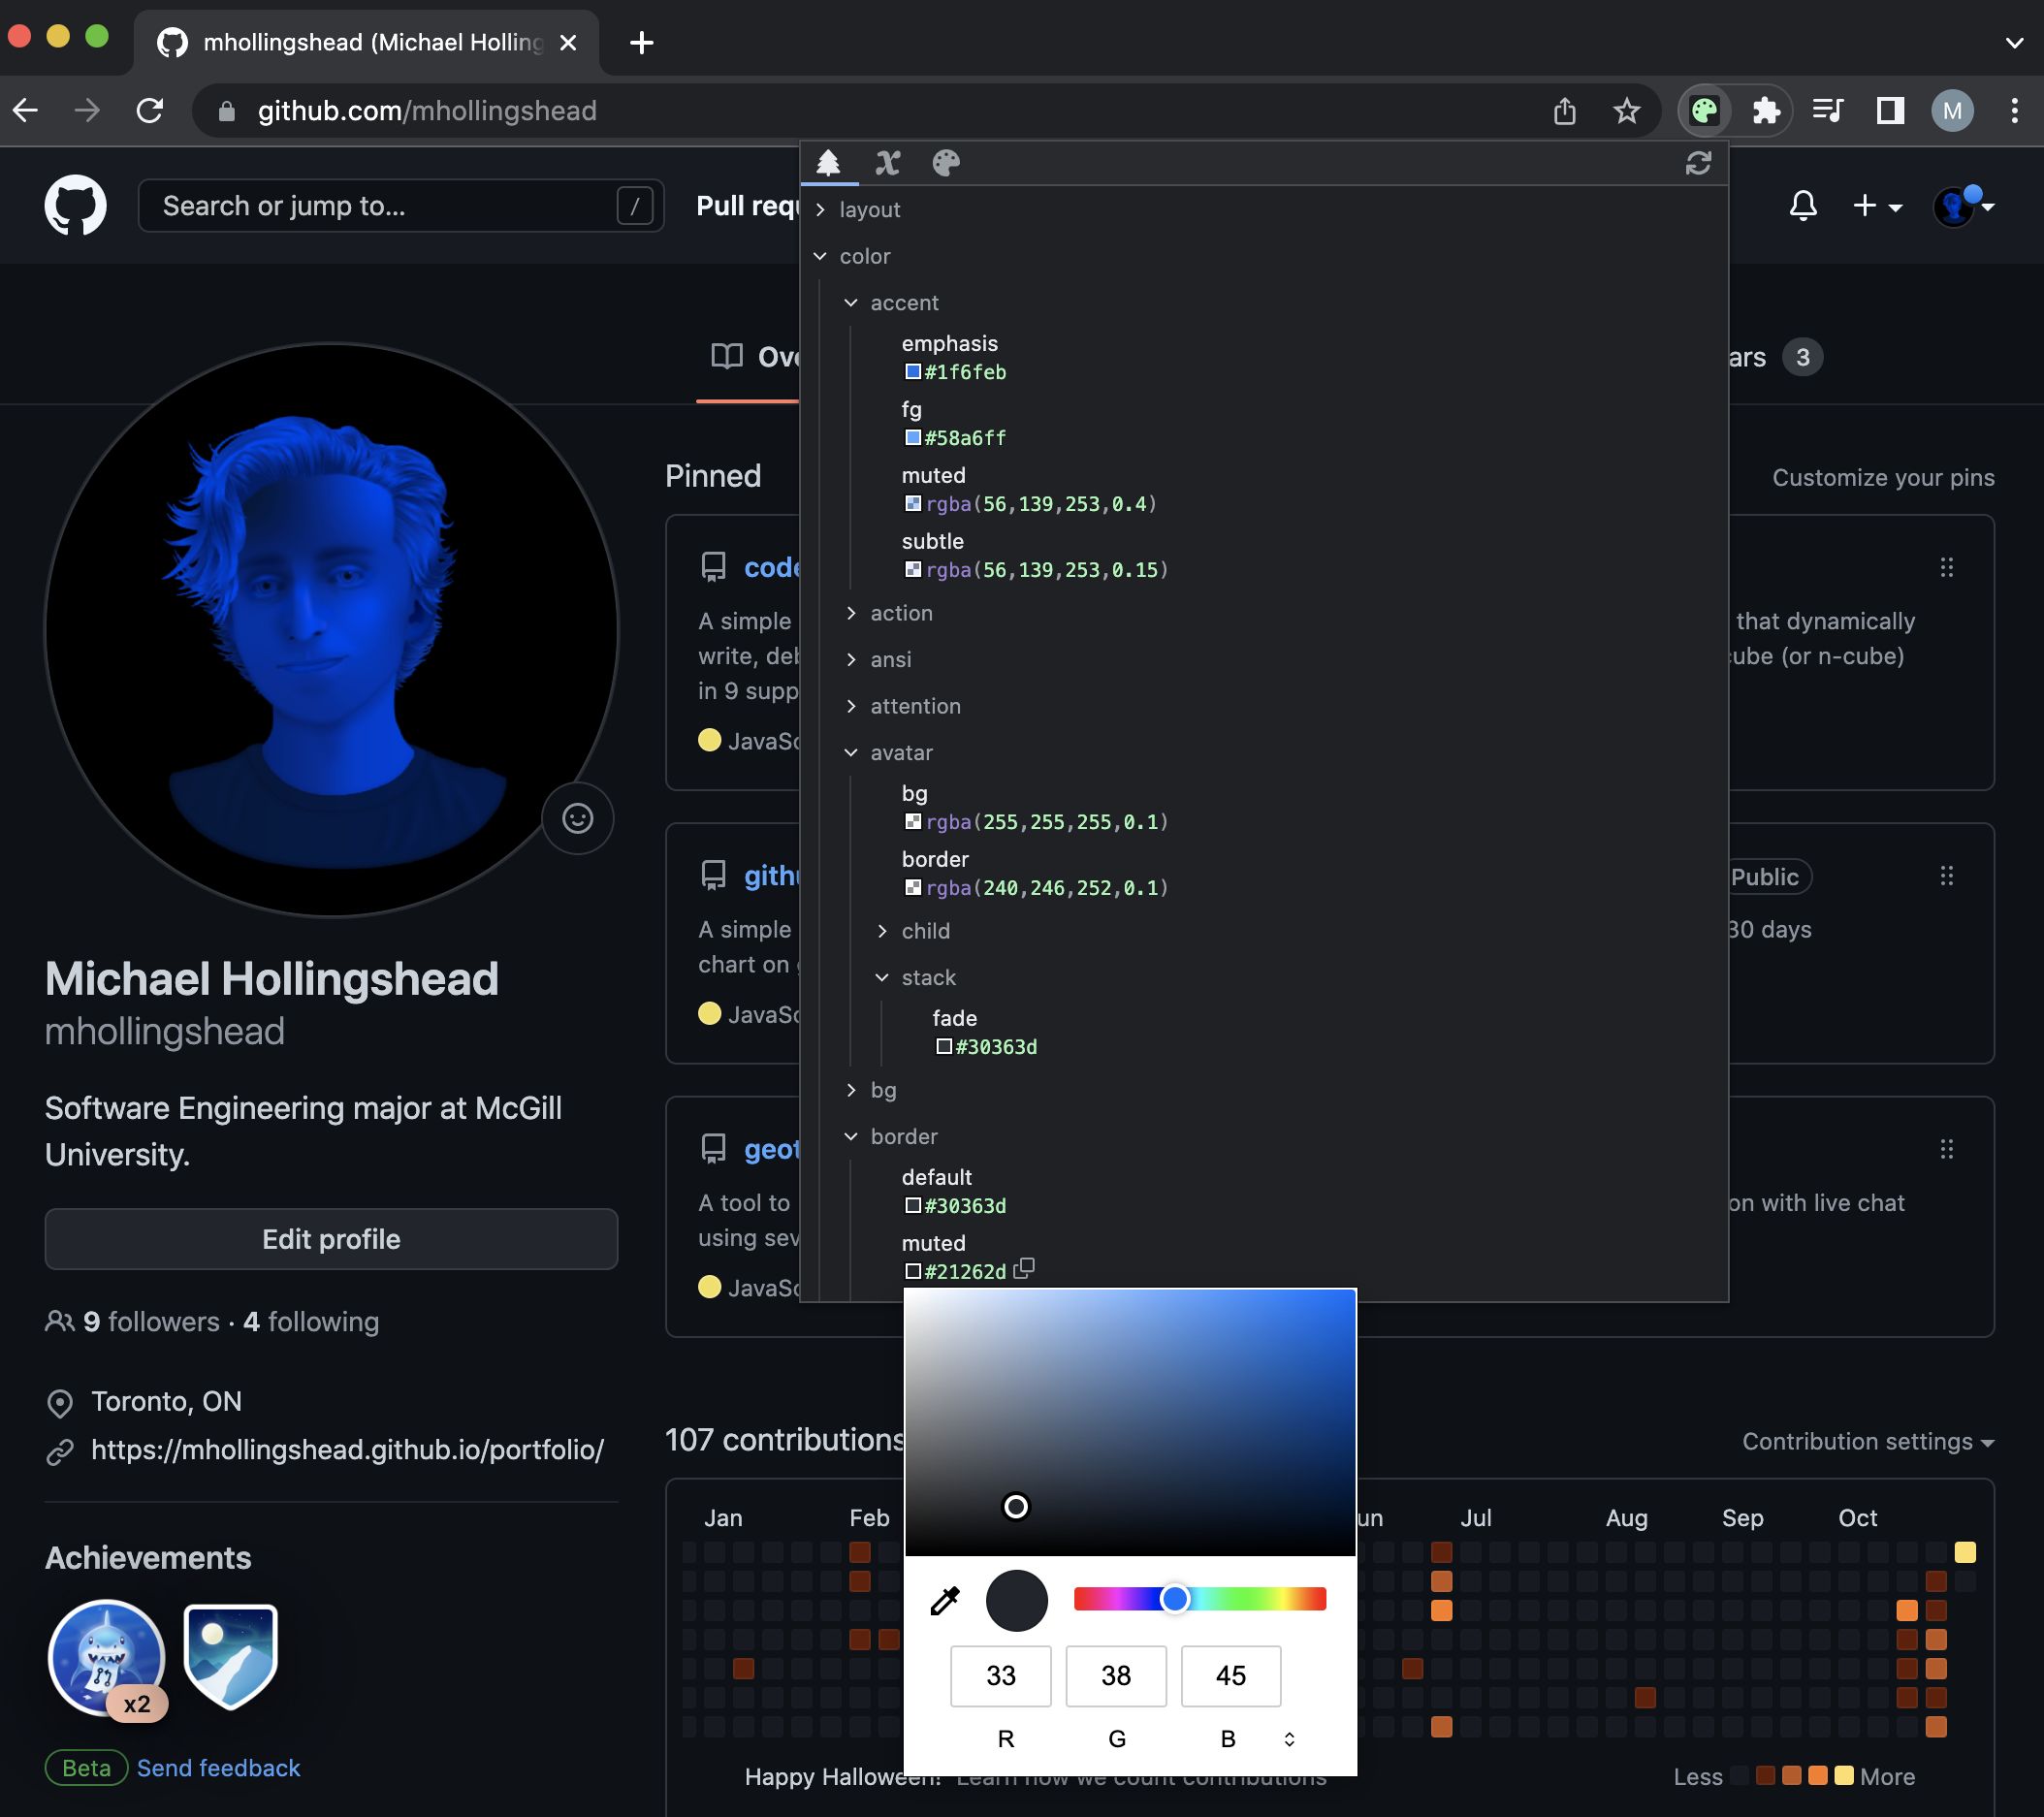 mhollingshead (Michael Holling
github.com/mhollingshead
M
Search or jump to...
/
Pull requ
layout
color
accent
emphasis
#1f6feb
fg
#58a6ff
muted
rgba(56,139,253,0.4)
subtle
rgba(56,139,253,0.15)
action
ansi
attention
avatar
bg
rgba(255,255,255,0.1)
border
rgba(240,246,252,0.1)
child
stack
fade
#30363d
bg
border
default
#30363d
muted
#21262d
33 38 45
R G B
Ove
ars 3
Pinned
Customize your pins
code
A simple
write, deb
in 9 supp
JavaSc
that dynamically
cube (or n-cube)
githu
Public
A simple
chart on
30 days
JavaSc
geot
A tool to
using sev
on with live chat
JavaSc
Michael Hollingshead
mhollingshead
Software Engineering major at McGill
University.
Edit profile
9 followers · 4 following
Toronto, ON
https://mhollingshead.github.io/portfolio/
Achievements
x2
Beta Send feedback
107 contributions
Contribution settings
Jan Feb un Jul Aug Sep Oct
Happy Halloween! Learn how we count contributions
Less More